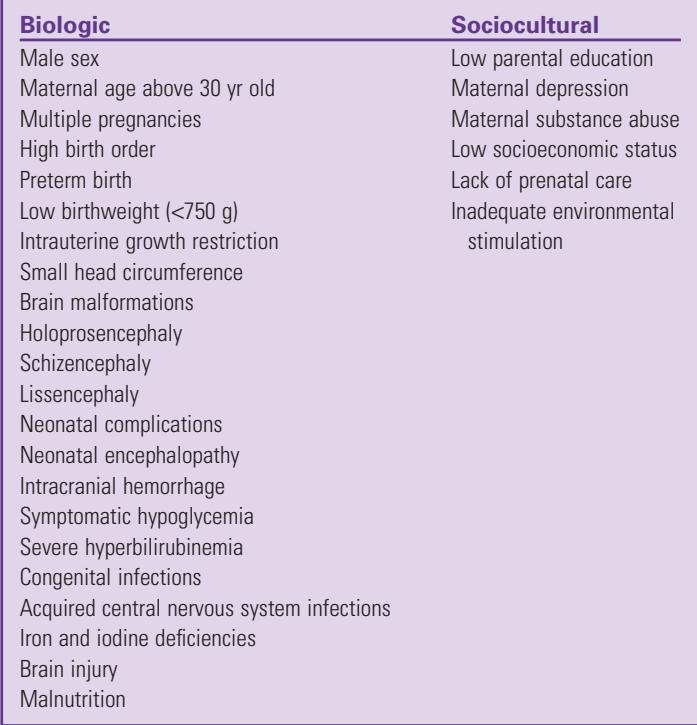 Biologic
Male sex
Maternal age above 30 yr old
Multiple pregnancies
High birth order
Preterm birth
Low birthweight (<750 g)
Intrauterine growth restriction
Small head circumference
Brain malformations
Holoprosencephaly
Schizencephaly
Lissencephaly
Neonatal complications
Neonatal encephalopathy
Intracranial hemorrhage
Symptomatic hypoglycemia
Severe hyperbilirubinemia
Congenital infections
Acquired central nervous system infections
Iron and iodine deficiencies
Brain injury
Malnutrition
Sociocultural
Low parental education
Maternal depression
Maternal substance abuse
Low socioeconomic status
Lack of prenatal care
Inadequate environmental
stimulation